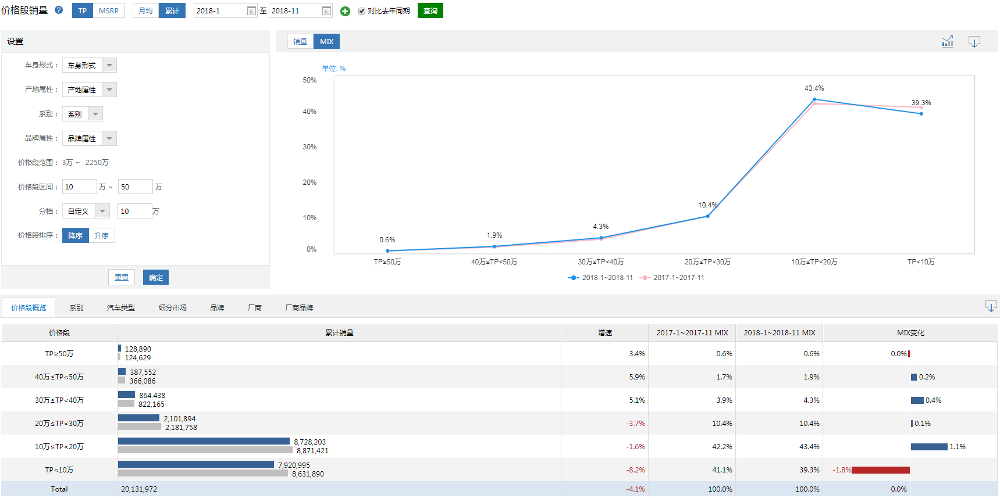 价格段销量 ? TP MSRP 月均 累计 2018-1 至 2018-11 对比去年同期 查询
设置
车身形式： 车身形式
产地属性： 产地属性
系别： 系别
品牌属性： 品牌属性
价格段范围： 3万 ~ 2250万
价格段区间： 10 万 ~ 50 万
分档： 自定义 10 万
价格段排序： 降序 升序
重置 确定
销量 MIX
单位: %
50%
40%
30%
20%
10%
0%
0.6%
1.9%
4.3%
10.4%
43.4%
39.3%
TP≥50万 40万≤TP<50万 30万≤TP<40万 20万≤TP<30万 10万≤TP<20万 TP<10万
2018-1~2018-11 2017-1~2017-11
价格段概览 系别 汽车类型 细分市场 品牌 厂商 厂商品牌
价格段 累计销量 增速 2017-1~2017-11 MIX 2018-1~2018-11 MIX MIX变化
TP≥50万 128,890 3.4% 0.6% 0.6% 0.0%
124,629
40万≤TP<50万 387,552 5.9% 1.7% 1.9% 0.2%
366,086
30万≤TP<40万 864,438 5.1% 3.9% 4.3% 0.4%
822,165
20万≤TP<30万 2,101,894 -3.7% 10.4% 10.4% 0.1%
2,181,758
10万≤TP<20万 8,728,203 -1.6% 42.2% 43.4% 1.1%
8,871,421
TP<10万 7,920,995 -8.2% 41.1% 39.3% -1.8%
8,631,890
Total 20,131,972 -4.1% 100.0% 100.0% 0.0%